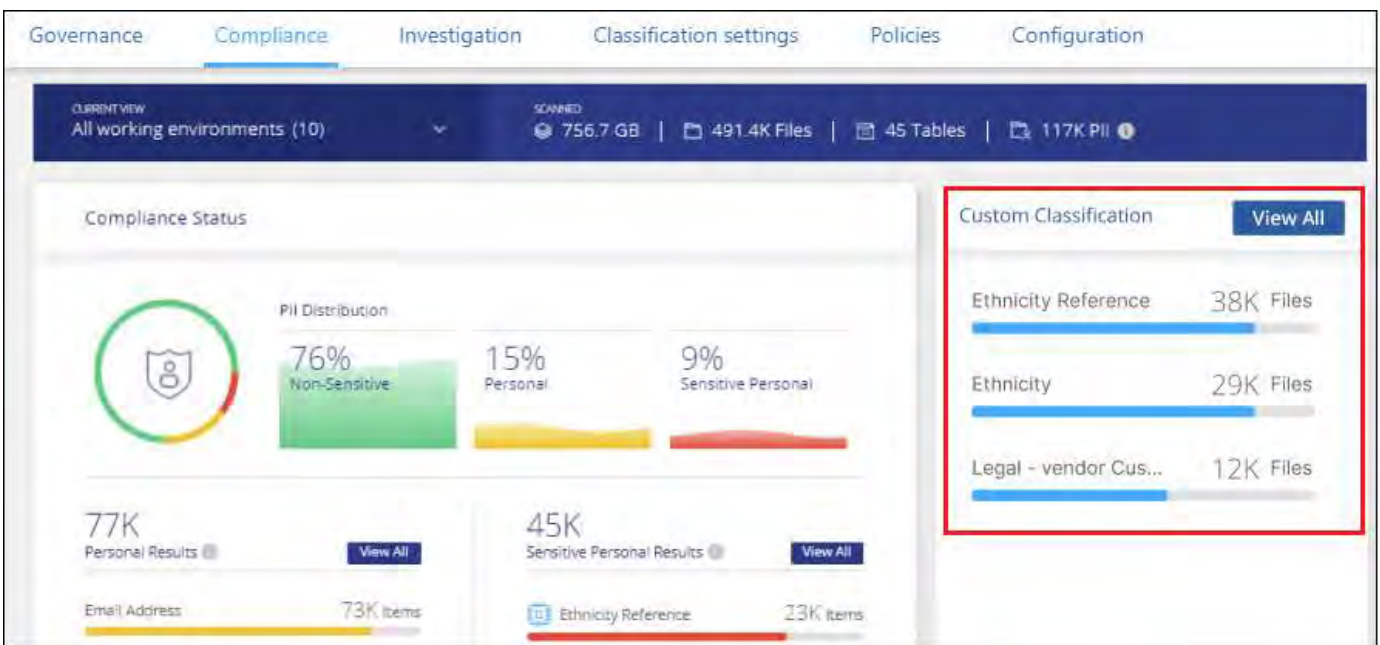 Governance Compliance Investigation Classification settings Policies Configuration
CURRENT VIEW
All working environments (10)
SCANNED
756.7 GB | 491.4K Files | 45 Tables | 117K PII
Compliance Status
PII Distribution
76%
Non-Sensitive
15%
Personal
9%
Sensitive Personal
77K
Personal Results
View All
Email Address 73K Items
45K
Sensitive Personal Results
View All
Ethnicity Reference 23K Items
Custom Classification View All
Ethnicity Reference 38K Files
Ethnicity 29K Files
Legal - vendor Cus... 12K Files